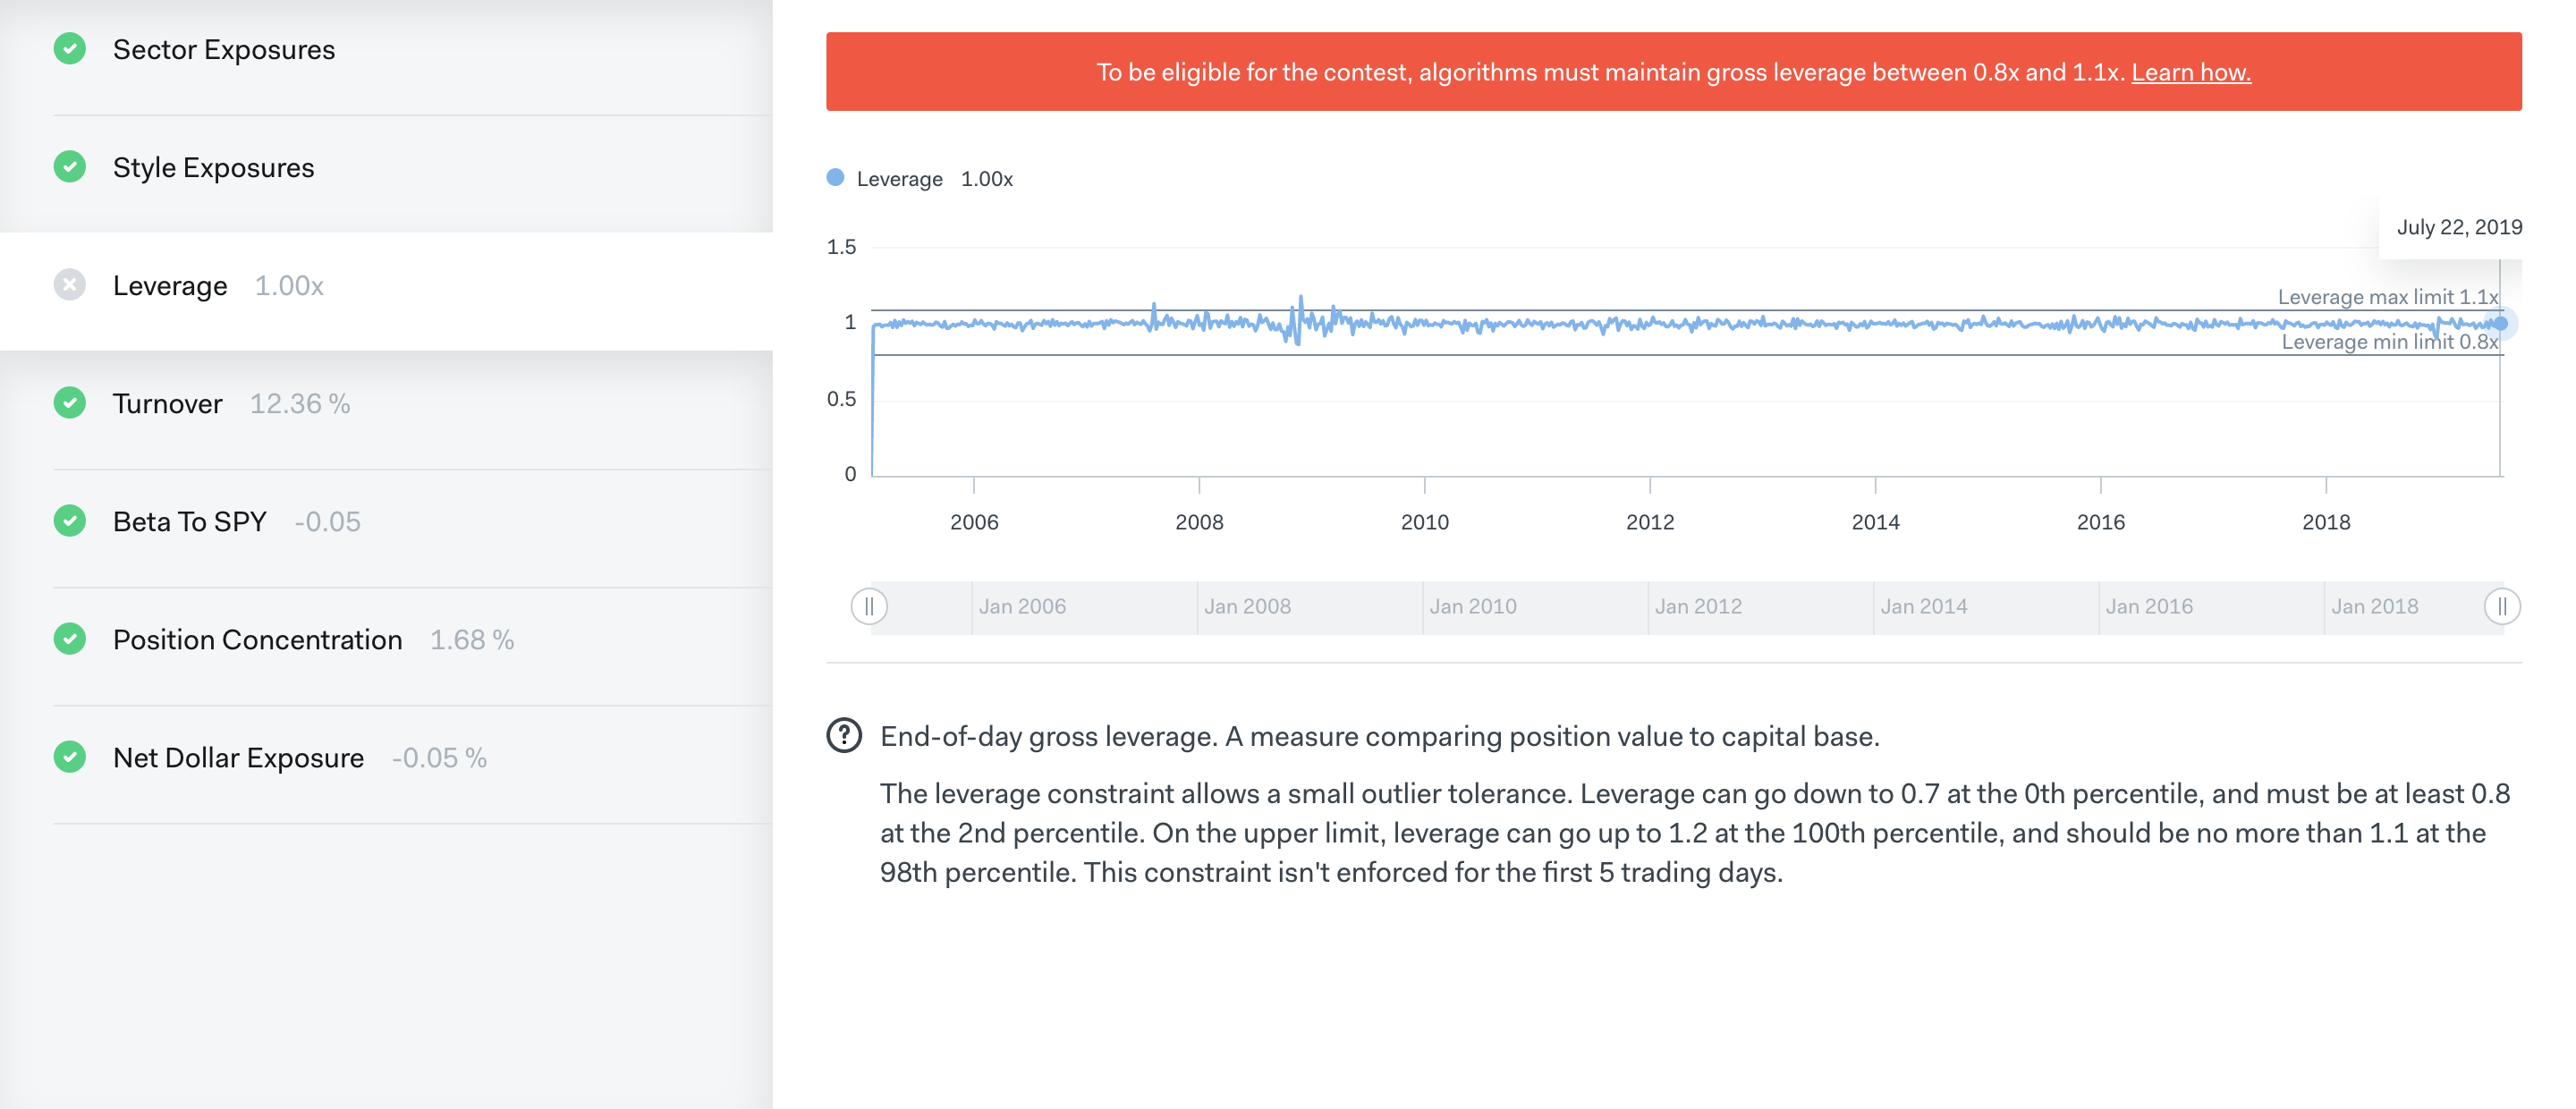 Sector Exposures
Style Exposures
Leverage 1.00x
Turnover 12.36 %
Beta To SPY -0.05
Position Concentration 1.68 %
Net Dollar Exposure -0.05 %
To be eligible for the contest, algorithms must maintain gross leverage between 0.8x and 1.1x. Learn how.
Leverage 1.00x
July 22, 2019
1.5
Leverage max limit 1.1x
1
Leverage min limit 0.8x
0.5
0
2006 2008 2010 2012 2014 2016 2018
Jan 2006 Jan 2008 Jan 2010 Jan 2012 Jan 2014 Jan 2016 Jan 2018
End-of-day gross leverage. A measure comparing position value to capital base.
The leverage constraint allows a small outlier tolerance. Leverage can go down to 0.7 at the 0th percentile, and must be at least 0.8
at the 2nd percentile. On the upper limit, leverage can go up to 1.2 at the 100th percentile, and should be no more than 1.1 at the
98th percentile. This constraint isn't enforced for the first 5 trading days.